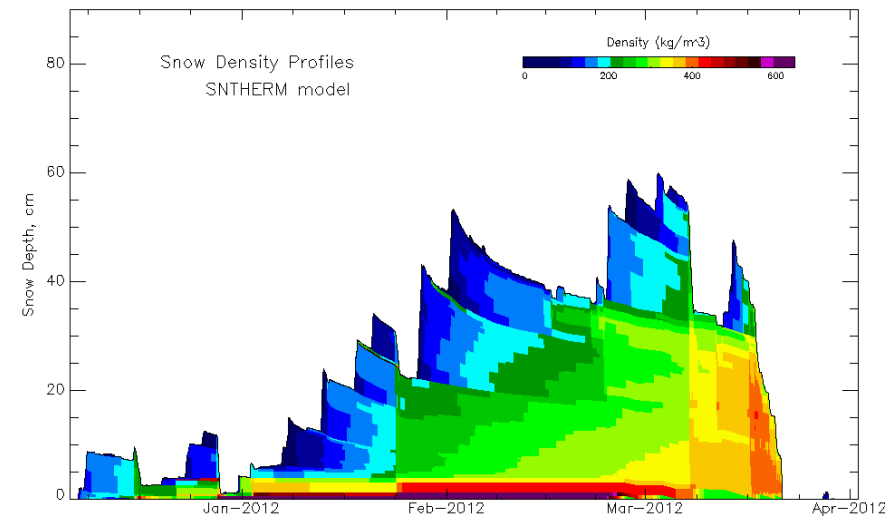 Snow Density Profiles
SNTHERM model
Density (kg/m^3)
0 200 400 600
Snow Depth, cm
80
60
40
20
0
Jan-2012 Feb-2012 Mar-2012 Apr-2012